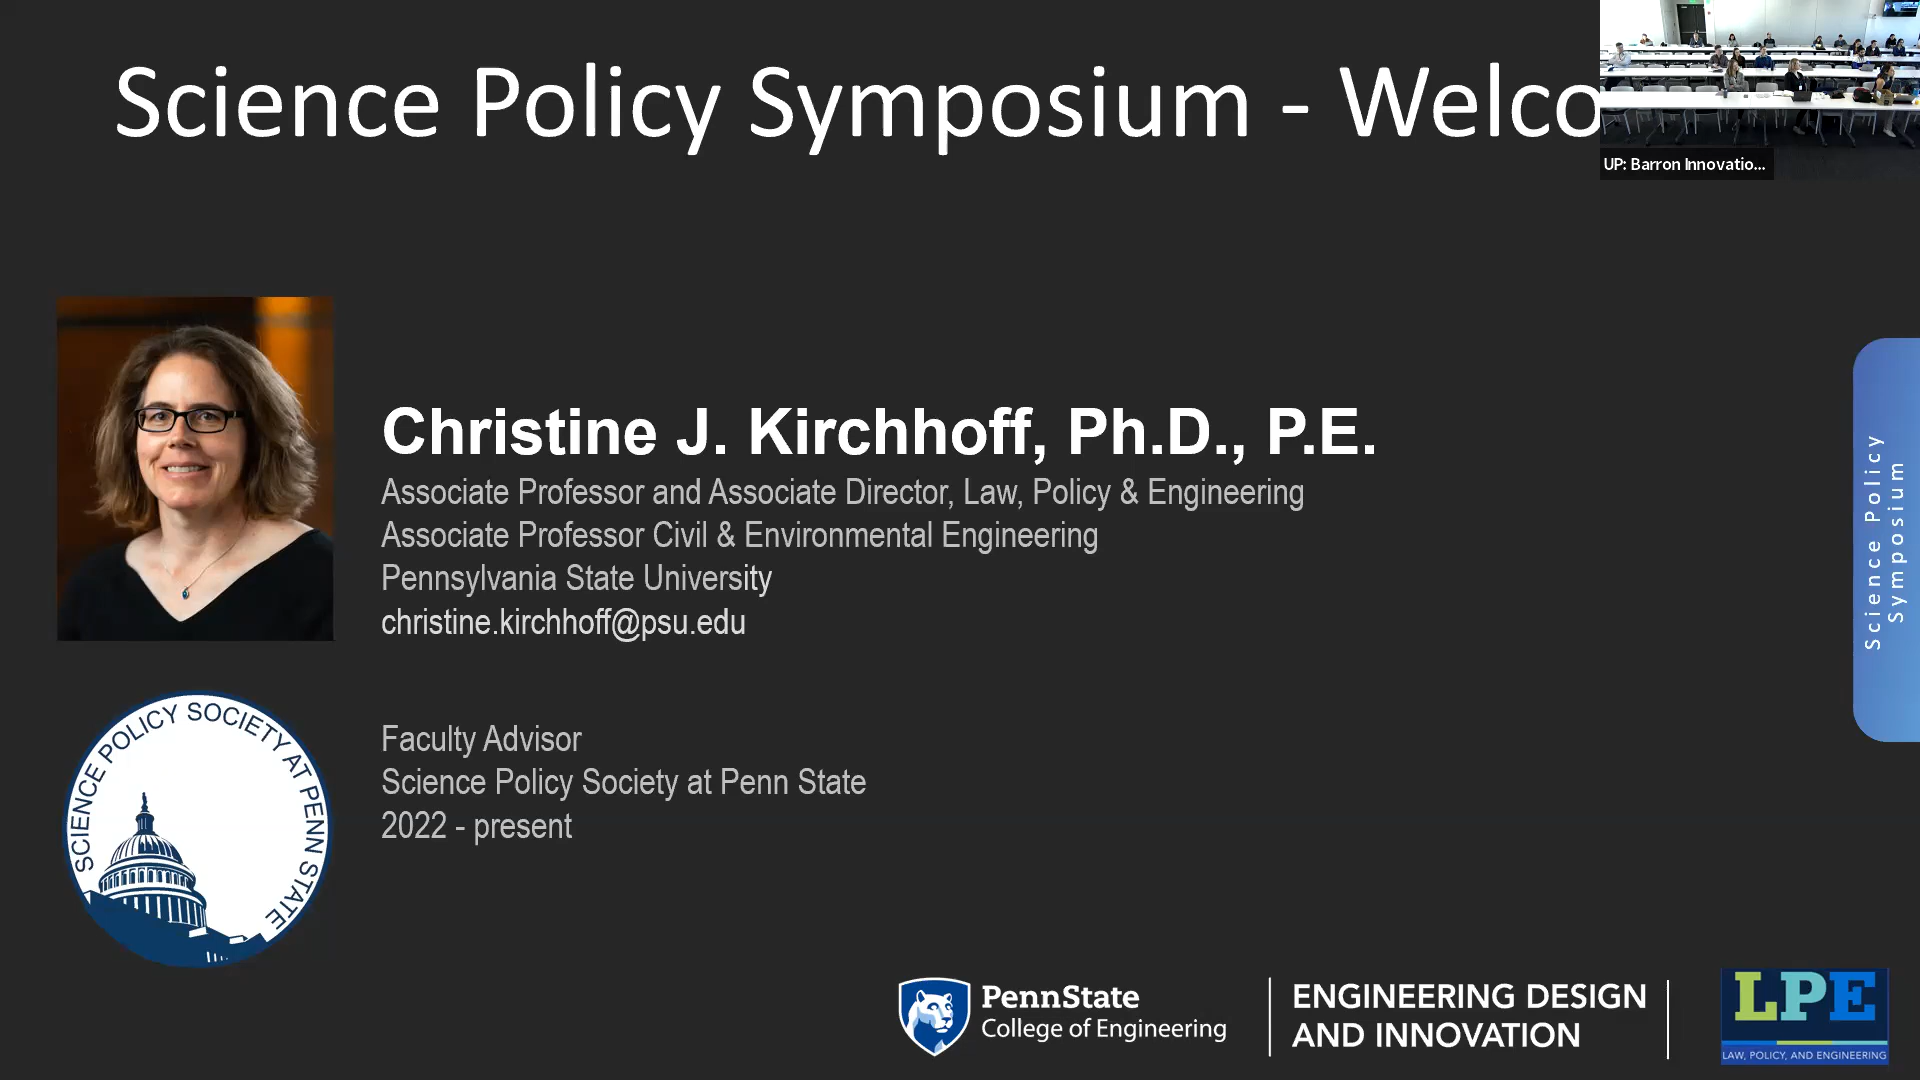 Science Policy Symposium - Welco
UP: Barron Innovatio...
Christine J. Kirchhoff, Ph.D., P.E.
Associate Professor and Associate Director, Law, Policy & Engineering
Associate Professor Civil & Environmental Engineering
Pennsylvania State University
christine.kirchhoff@psu.edu
Science Policy
Symposium
SCIENCE POLICY SOCIETY AT PENN STATE
Faculty Advisor
Science Policy Society at Penn State
2022 - present
PennState
College of Engineering
ENGINEERING DESIGN
AND INNOVATION
LPE
LAW, POLICY, AND ENGINEERING